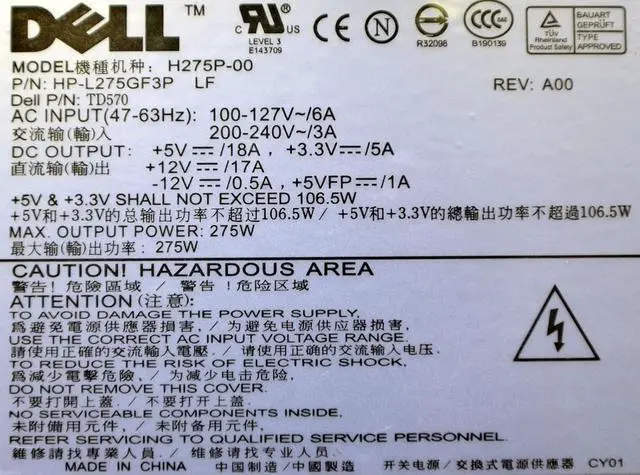 DELL™
c UL US
LEVEL 3
E143709
CE
N
R32098
CCC
B190139
TÜV
Rheinland
Product Safety
BAUART
GEPRÜFT
TYPE
APPROVED
MODEL機種机种: H275P-00
P/N: HP-L275GF3P LF
REV: A00
Dell P/N: TD570
AC INPUT(47-63Hz): 100-127V~/6A
交流输(輸)入 200-240V~/3A
DC OUTPUT: +5V⎓/18A, +3.3V⎓/5A
直流输(輸)出 +12V⎓/17A
-12V⎓/0.5A, +5VFP⎓/1A
+5V & +3.3V SHALL NOT EXCEED 106.5W
+5V和+3.3V的总输出功率不超过106.5W/ +5V和+3.3V的總輸出功率不超過106.5W
MAX. OUTPUT POWER: 275W
最大输(輸)出功率: 275W
CAUTION! HAZARDOUS AREA
警告!危險區域 / 警告!危险区域
ATTENTION(注意):
TO AVOID DAMAGE THE POWER SUPPLY,
爲避免電源供應器損害, / 为避免电源供应器损害,
USE THE CORRECT AC INPUT VOLTAGE RANGE.
請使用正確的交流輸入電壓. / 请使用正确的交流输入电压.
TO REDUCE THE RISK OF ELECTRIC SHOCK.
爲減少電擊危險, / 为减少电击危险,
DO NOT REMOVE THIS COVER.
不要打開上蓋. / 不要打开上盖.
NO SERVICEABLE COMPONENTS INSIDE,
未附備用元件, / 未附备用元件,
REFER SERVICING TO QUALIFIED SERVICE PERSONNEL.
維修請找專業人員. / 维修请找专业人员.
MADE IN CHINA 中国制造/中國製造 开关电源/交換式電源供應器 CY01